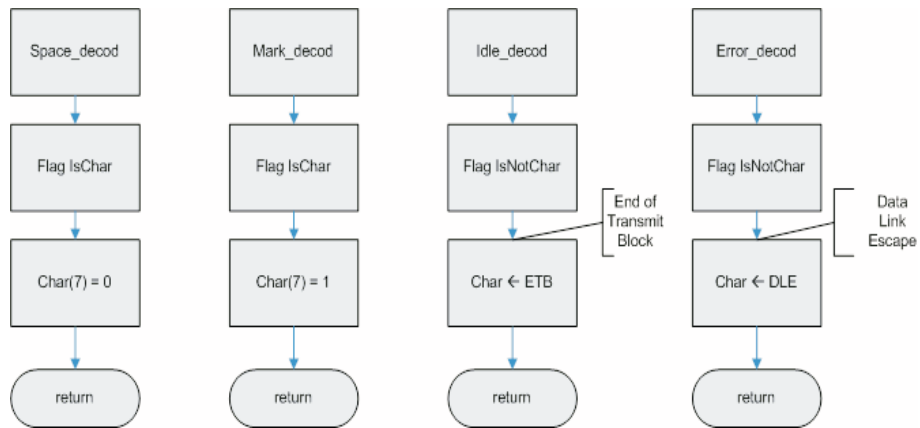 Space_decod
Mark_decod
Idle_decod
Error_decod
Flag IsChar
Flag IsChar
Flag IsNotChar
Flag IsNotChar
End of
Transmit
Block
Data
Link
Escape
Char(7) = 0
Char(7) = 1
Char ← ETB
Char ← DLE
return
return
return
return